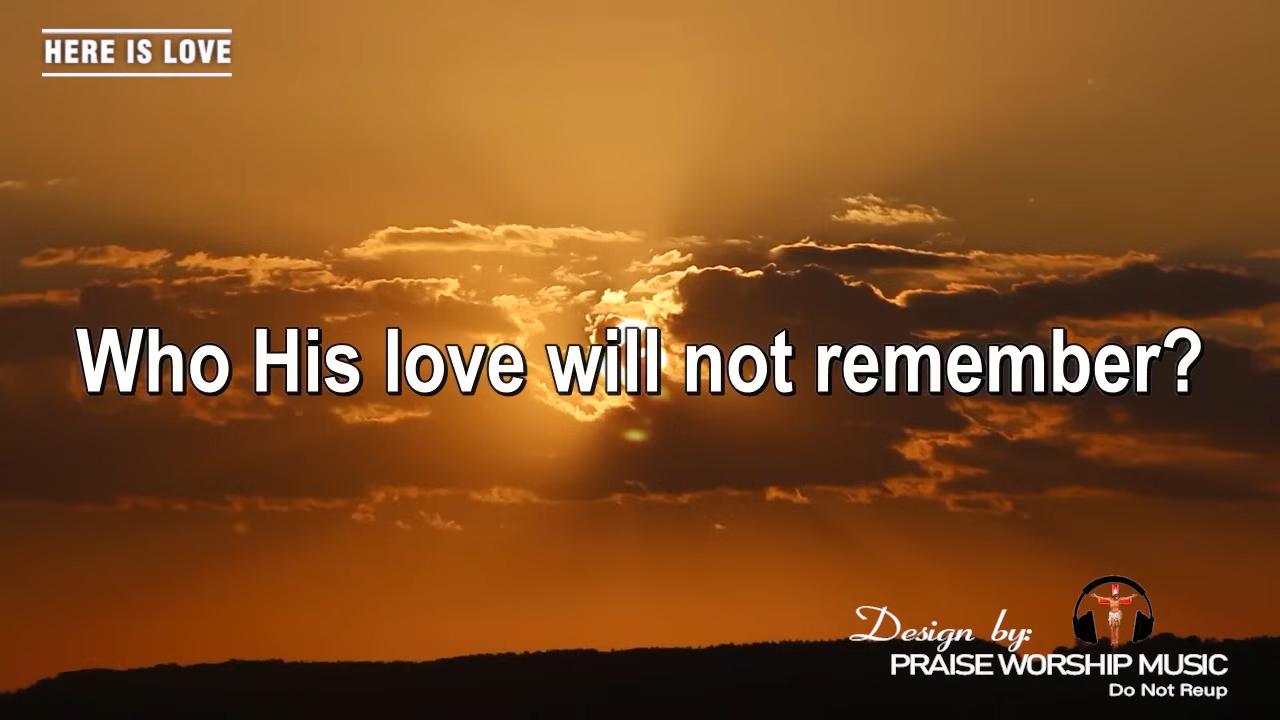 HERE IS LOVE
Who His love will not remember?
Design by:
PRAISE WORSHIP MUSIC
Do Not Reup